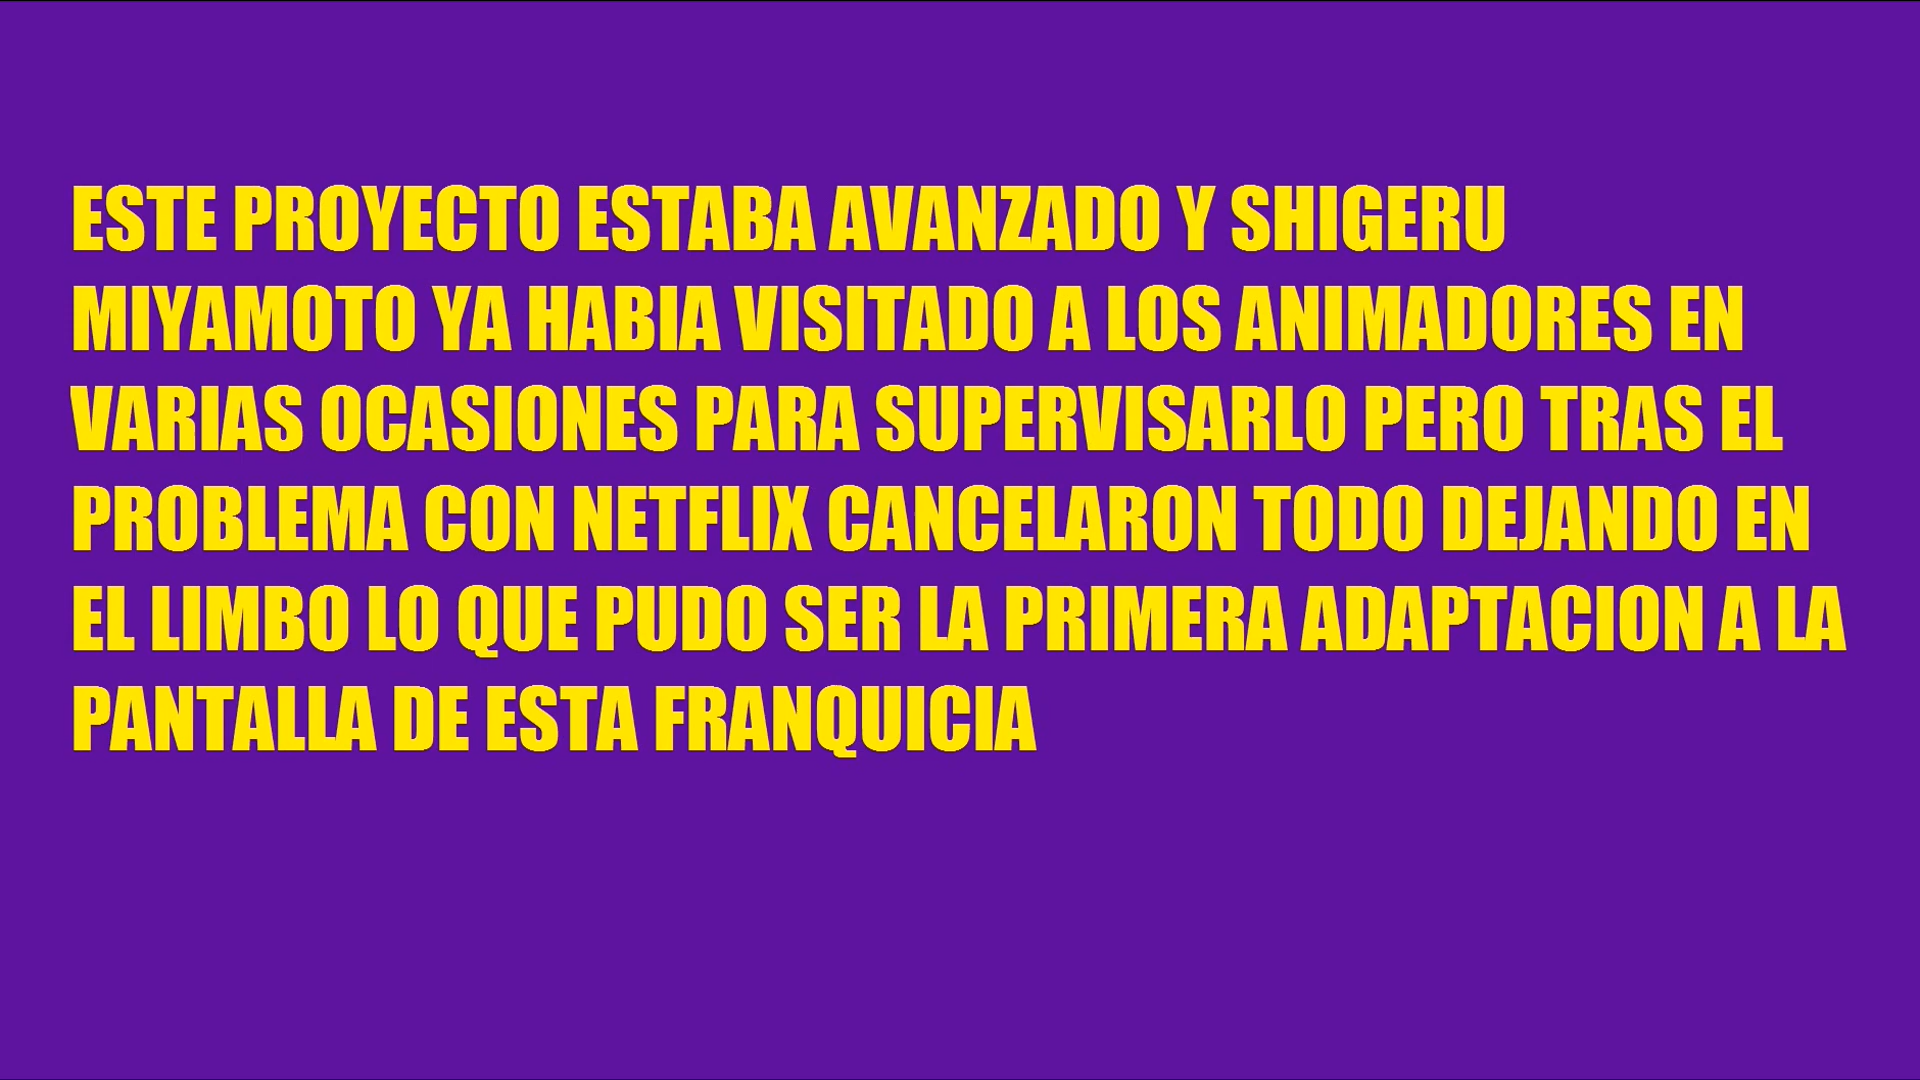 ESTE PROYECTO ESTABA AVANZADO Y SHIGERU
MIYAMOTO YA HABIA VISITADO A LOS ANIMADORES EN
VARIAS OCASIONES PARA SUPERVISARLO PERO TRAS EL
PROBLEMA CON NETFLIX CANCELARON TODO DEJANDO EN
EL LIMBO LO QUE PUDO SER LA PRIMERA ADAPTACION A LA
PANTALLA DE ESTA FRANQUICIA